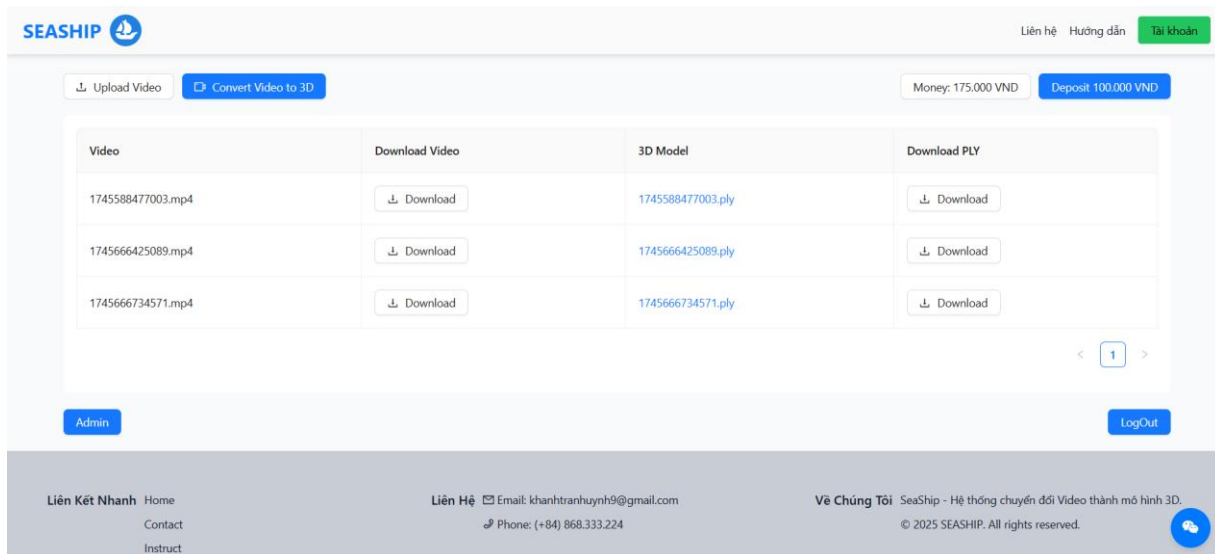 SEASHIP
Liên hệ Hướng dẫn Tài khoản
Upload Video Convert Video to 3D Money: 175.000 VND Deposit 100.000 VND
Video Download Video 3D Model Download PLY
1745588477003.mp4 Download 1745588477003.ply Download
1745666425089.mp4 Download 1745666425089.ply Download
1745666734571.mp4 Download 1745666734571.ply Download
< 1 >
Admin LogOut
Liên Kết Nhanh Home Liên Hệ Email: khanhtranhuynh9@gmail.com Về Chúng Tôi SeaShip - Hệ thống chuyển đổi Video thành mô hình 3D.
Contact Phone: (+84) 868.333.224 © 2025 SEASHIP. All rights reserved.
Instruct